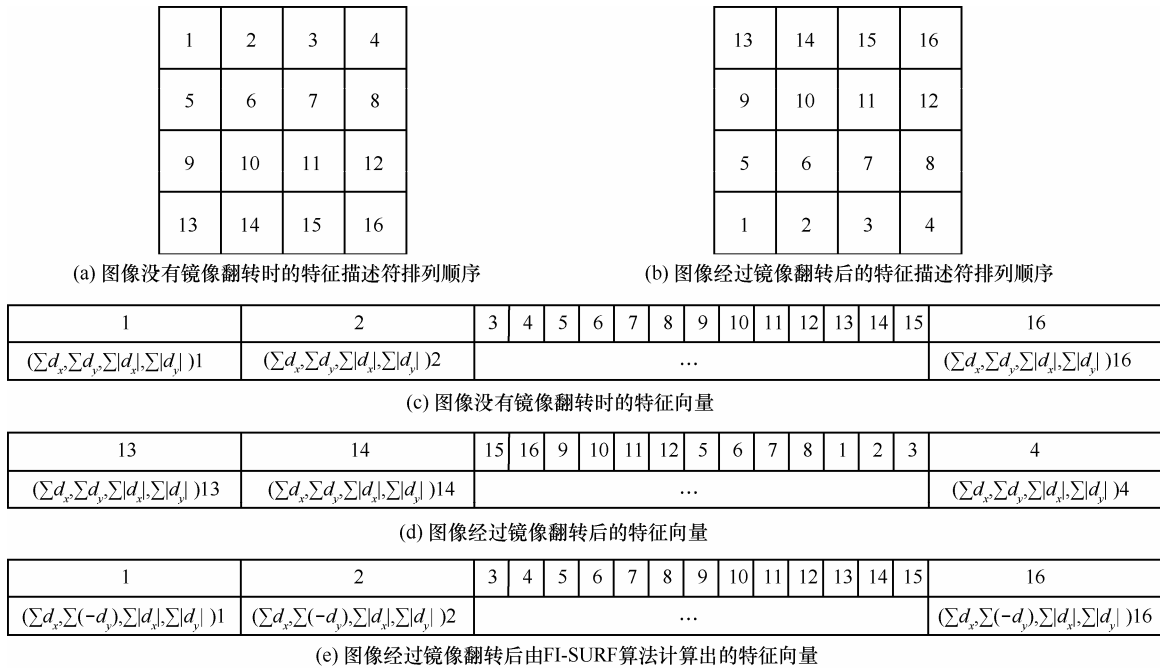 1 2 3 4
5 6 7 8
9 10 11 12
13 14 15 16
(a) 图像没有镜像翻转时的特征描述符排列顺序
13 14 15 16
9 10 11 12
5 6 7 8
1 2 3 4
(b) 图像经过镜像翻转后的特征描述符排列顺序
1 2 3 4 5 6 7 8 9 10 11 12 13 14 15 16
(∑dx,∑dy,∑|dx|,∑|dy| )1 (∑dx,∑dy,∑|dx|,∑|dy| )2 … (∑dx,∑dy,∑|dx|,∑|dy| )16
(c) 图像没有镜像翻转时的特征向量
13 14 15 16 9 10 11 12 5 6 7 8 1 2 3 4
(∑dx,∑dy,∑|dx|,∑|dy| )13 (∑dx,∑dy,∑|dx|,∑|dy| )14 … (∑dx,∑dy,∑|dx|,∑|dy| )4
(d) 图像经过镜像翻转后的特征向量
1 2 3 4 5 6 7 8 9 10 11 12 13 14 15 16
(∑dx,∑(−dy),∑|dx|,∑|dy| )1 (∑dx,∑(−dy),∑|dx|,∑|dy| )2 … (∑dx,∑(−dy),∑|dx|,∑|dy| )16
(e) 图像经过镜像翻转后由FI-SURF算法计算出的特征向量